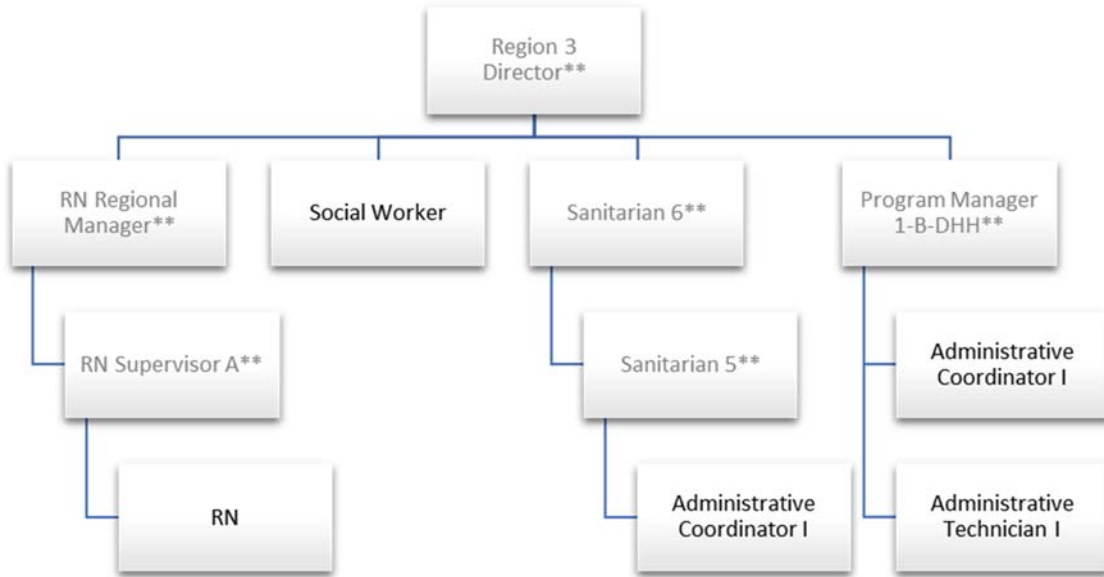 Region 3
Director**
RN Regional
Manager**
Social Worker
Sanitarian 6**
Program Manager
1-B-DHH**
RN Supervisor A**
Sanitarian 5**
Administrative
Coordinator I
RN
Administrative
Coordinator I
Administrative
Technician I